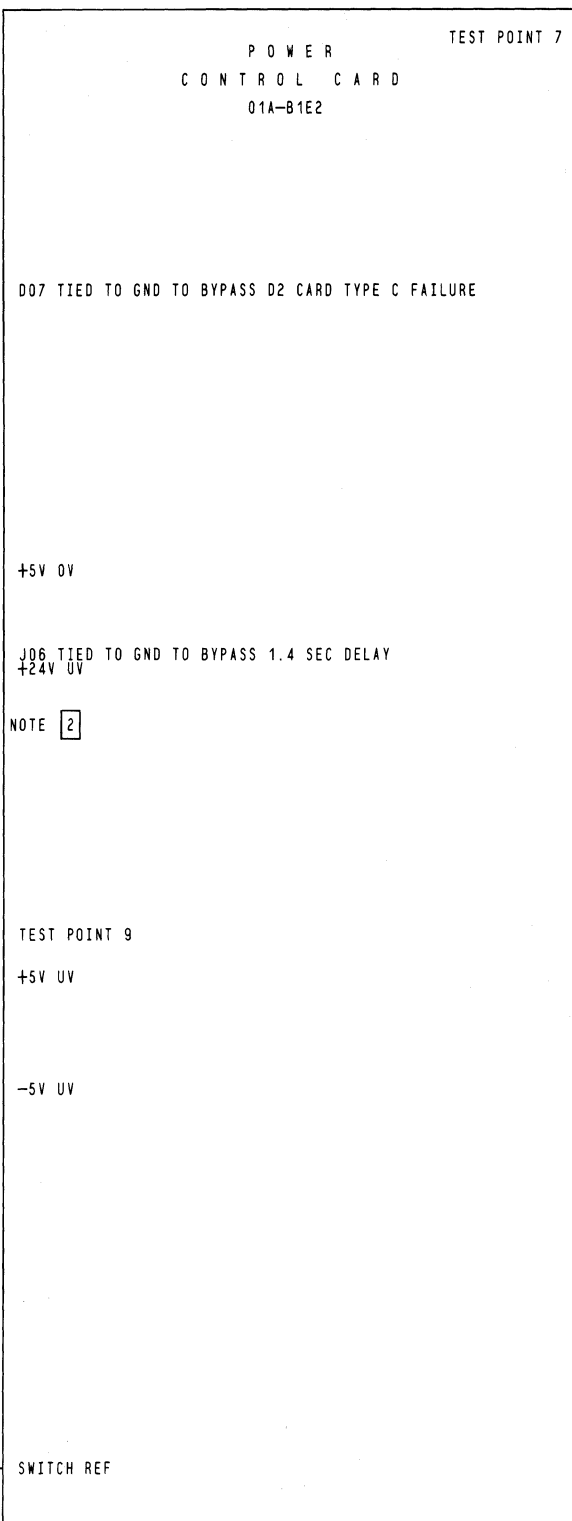 TEST POINT 7
P O W E R
C O N T R O L   C A R D
01A-B1E2
D07 TIED TO GND TO BYPASS D2 CARD TYPE C FAILURE
+5V OV
J06 TIED TO GND TO BYPASS 1.4 SEC DELAY
+24V UV
NOTE 2
TEST POINT 9
+5V UV
-5V UV
SWITCH REF